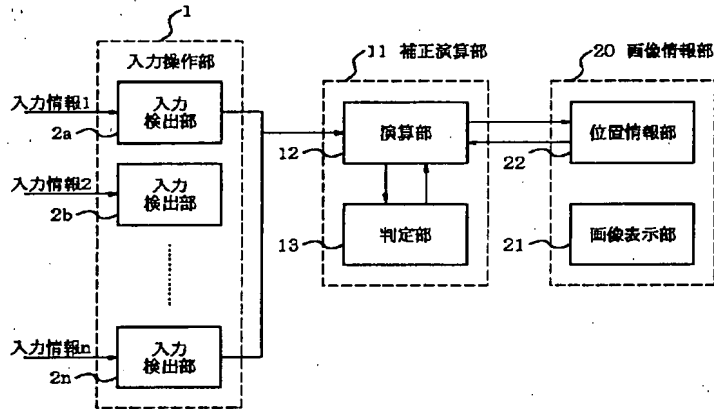 1
入力操作部
入力情報1
入力
検出部
2a
入力情報2
入力
検出部
2b
入力情報n
入力
検出部
2n
11 補正演算部
演算部
12
判定部
13
20 画像情報部
位置情報部
22
画像表示部
21